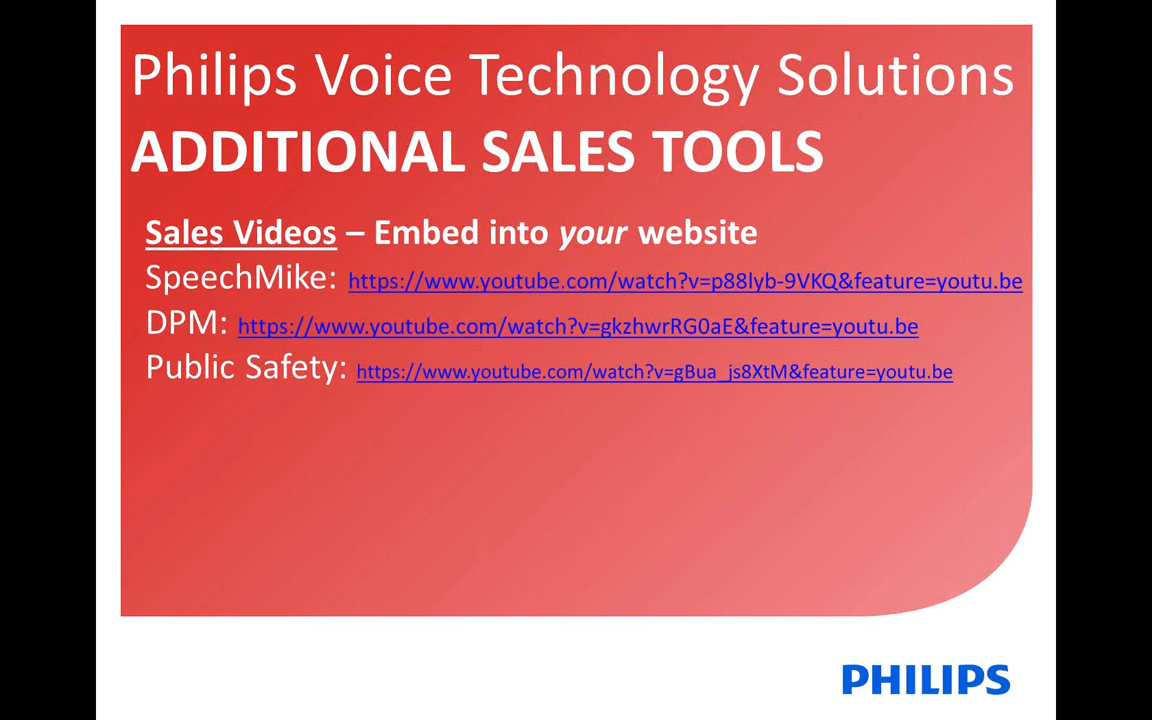 Philips Voice Technology Solutions
ADDITIONAL SALES TOOLS
Sales Videos – Embed into your website
SpeechMike: https://www.youtube.com/watch?v=p88lyb-9VKQ&feature=youtu.be
DPM: https://www.youtube.com/watch?v=gkzhwrRG0aE&feature=youtu.be
Public Safety: https://www.youtube.com/watch?v=gBua_js8XtM&feature=youtu.be
PHILIPS